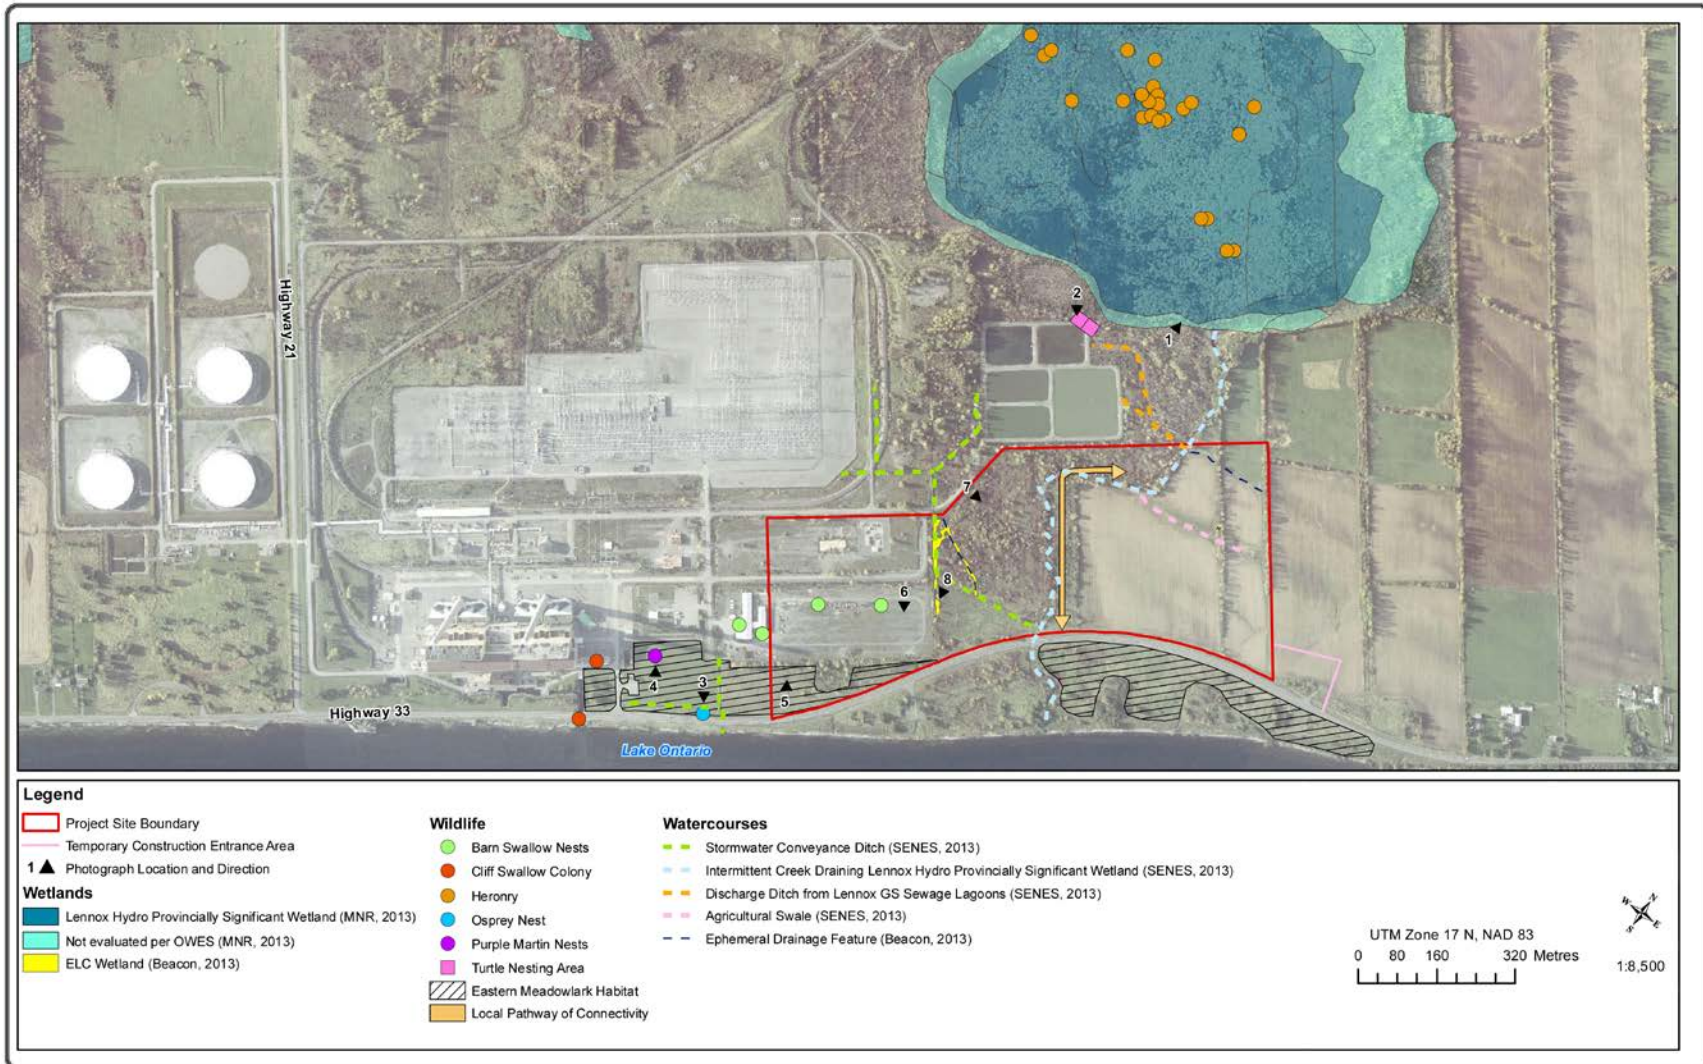 2
1
Highway 21
7
6
8
4
3
5
Highway 33
Lake Ontario
Legend
Project Site Boundary
Temporary Construction Entrance Area
1 Photograph Location and Direction
Wetlands
Lennox Hydro Provincially Significant Wetland (MNR, 2013)
Not evaluated per OWES (MNR, 2013)
ELC Wetland (Beacon, 2013)
Wildlife
Barn Swallow Nests
Cliff Swallow Colony
Heronry
Osprey Nest
Purple Martin Nests
Turtle Nesting Area
Eastern Meadowlark Habitat
Local Pathway of Connectivity
Watercourses
Stormwater Conveyance Ditch (SENES, 2013)
Intermittent Creek Draining Lennox Hydro Provincially Significant Wetland (SENES, 2013)
Discharge Ditch from Lennox GS Sewage Lagoons (SENES, 2013)
Agricultural Swale (SENES, 2013)
Ephemeral Drainage Feature (Beacon, 2013)
UTM Zone 17 N, NAD 83
0 80 160 320 Metres
N
W
E
S
1:8,500